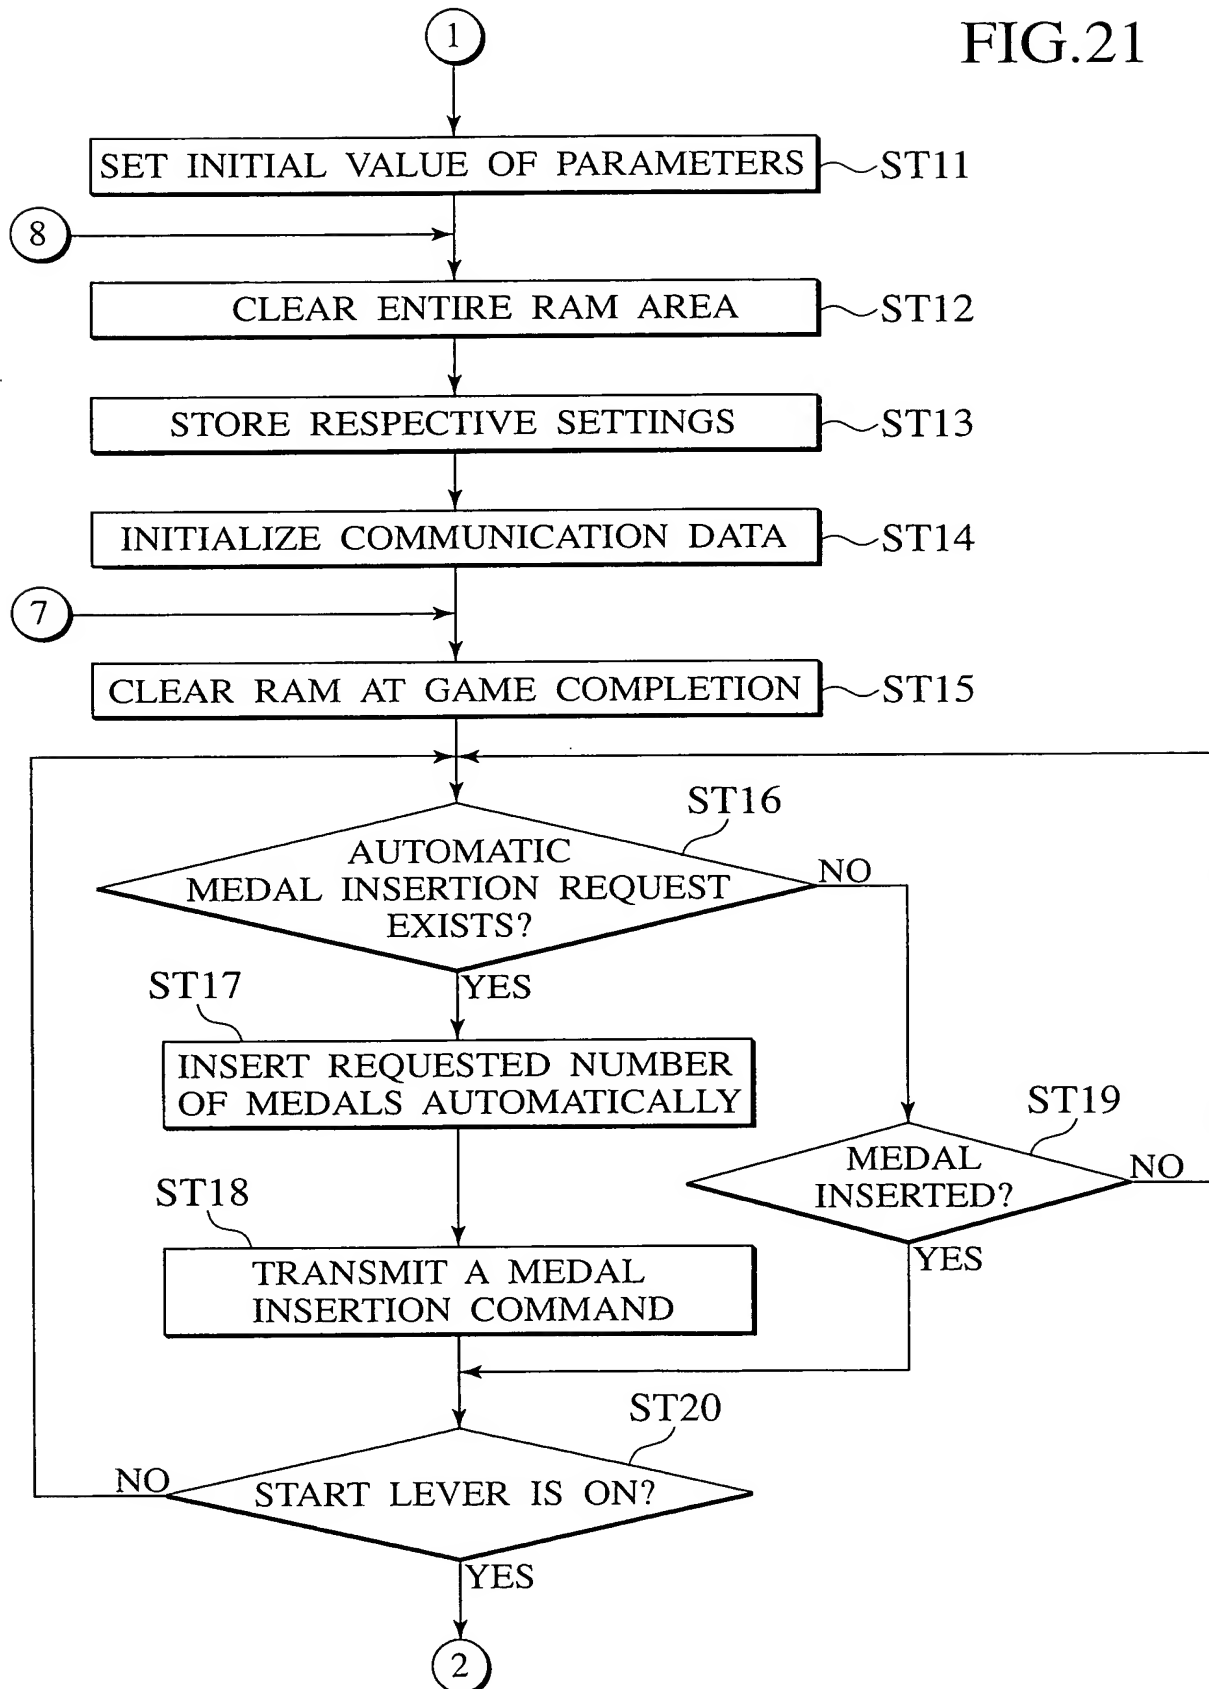 FIG.21
1
SET INITIAL VALUE OF PARAMETERS
ST11
8
CLEAR ENTIRE RAM AREA
ST12
STORE RESPECTIVE SETTINGS
ST13
INITIALIZE COMMUNICATION DATA
ST14
7
CLEAR RAM AT GAME COMPLETION
ST15
ST16
AUTOMATIC
MEDAL INSERTION REQUEST
EXISTS?
NO
YES
ST17
INSERT REQUESTED NUMBER
OF MEDALS AUTOMATICALLY
ST19
MEDAL
INSERTED?
NO
YES
ST18
TRANSMIT A MEDAL
INSERTION COMMAND
ST20
START LEVER IS ON?
NO
YES
2